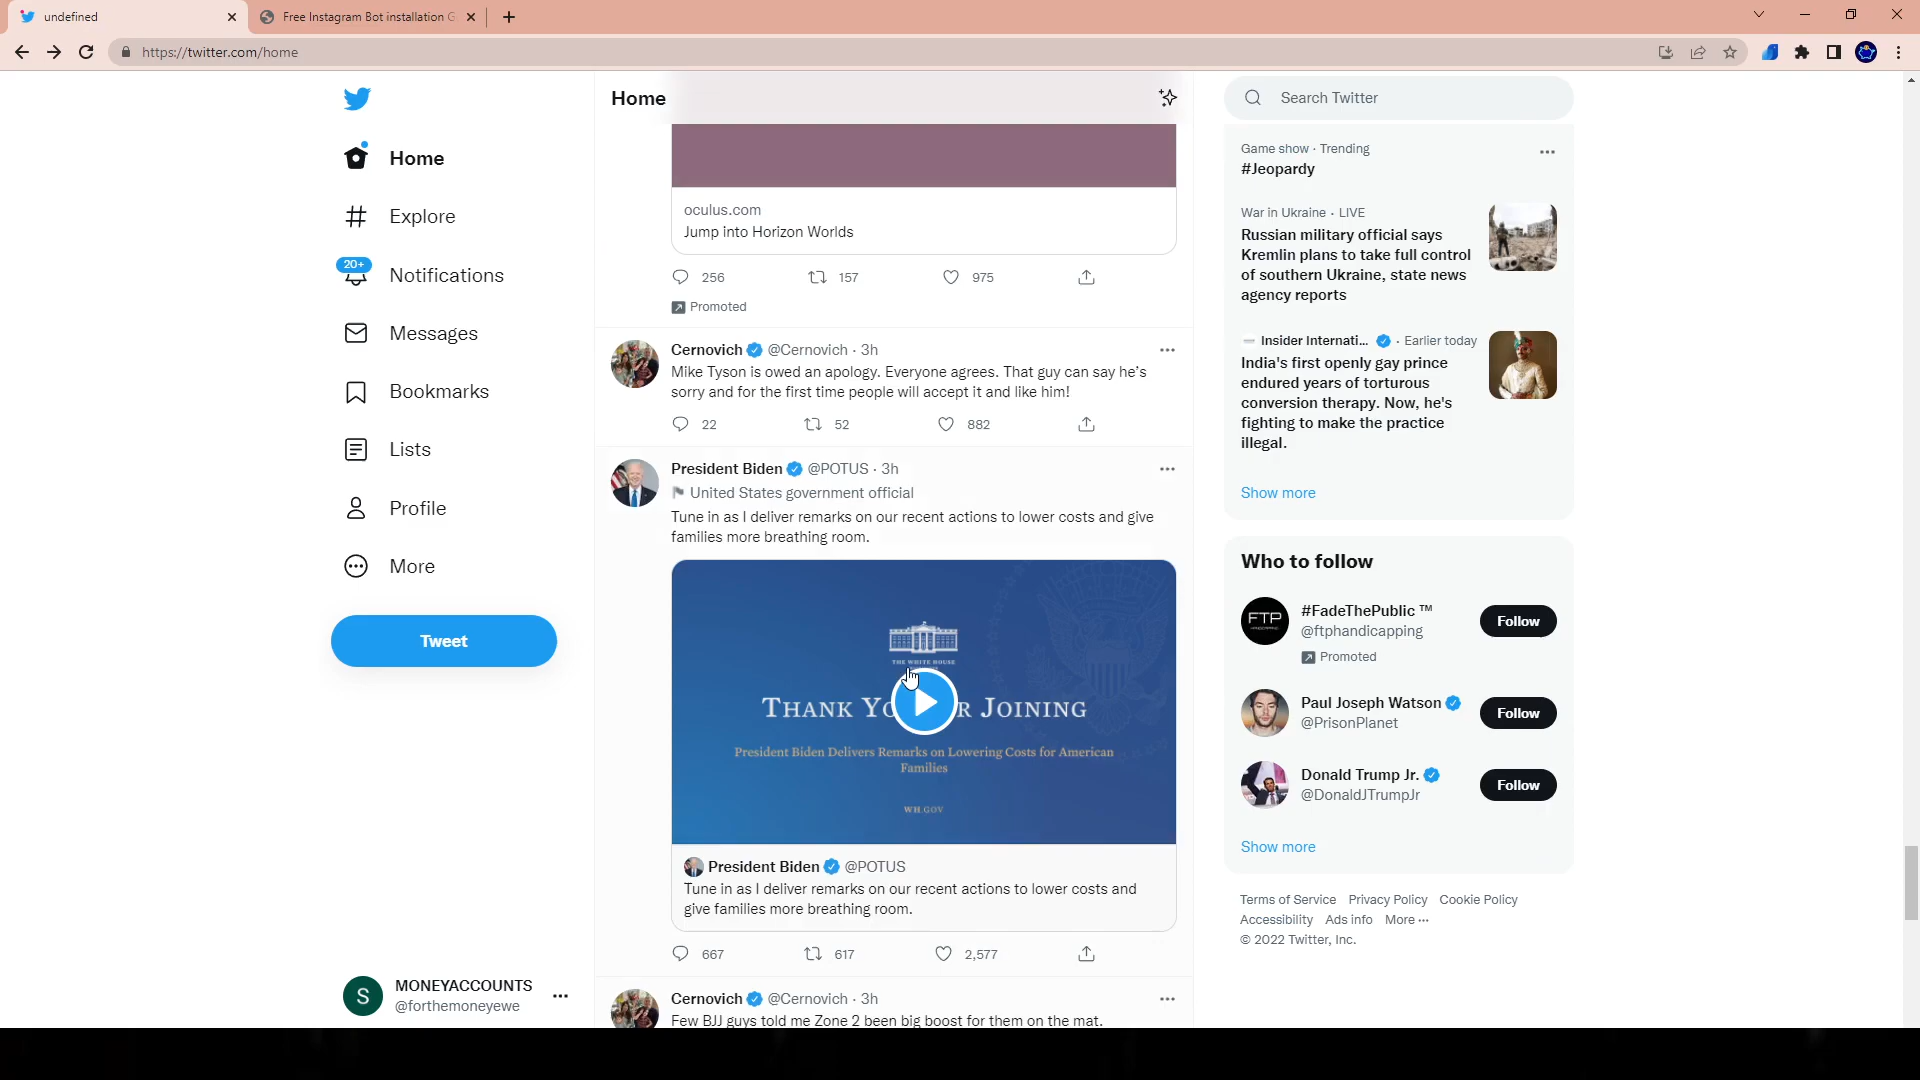 undefined
Free Instagram Bot installation G
https://twitter.com/home
Home
Explore
20+
Notifications
Messages
Bookmarks
Lists
Profile
More
Tweet
MONEYACCOUNTS
@forthemoneyewe
S
Home
oculus.com
Jump into Horizon Worlds
256 157 975
Promoted
Cernovich @Cernovich · 3h
Mike Tyson is owed an apology. Everyone agrees. That guy can say he's
sorry and for the first time people will accept it and like him!
22 52 882
President Biden @POTUS · 3h
United States government official
Tune in as I deliver remarks on our recent actions to lower costs and give
families more breathing room.
THE WHITE HOUSE
THANK YO R JOINING
President Biden Delivers Remarks on Lowering Costs for American
Families
WH.GOV
President Biden @POTUS
Tune in as I deliver remarks on our recent actions to lower costs and
give families more breathing room.
667 617 2,577
Cernovich @Cernovich · 3h
Few BJJ guys told me Zone 2 been big boost for them on the mat.
Search Twitter
Game show · Trending
#Jeopardy
War in Ukraine · LIVE
Russian military official says
Kremlin plans to take full control
of southern Ukraine, state news
agency reports
Insider Internati... · Earlier today
India's first openly gay prince
endured years of torturous
conversion therapy. Now, he's
fighting to make the practice
illegal.
Show more
Who to follow
FTP
#FadeThePublic ™
@ftphandicapping
Follow
Promoted
Paul Joseph Watson
@PrisonPlanet
Follow
Donald Trump Jr.
@DonaldJTrumpJr
Follow
Show more
Terms of Service Privacy Policy Cookie Policy
Accessibility Ads info More ···
© 2022 Twitter, Inc.